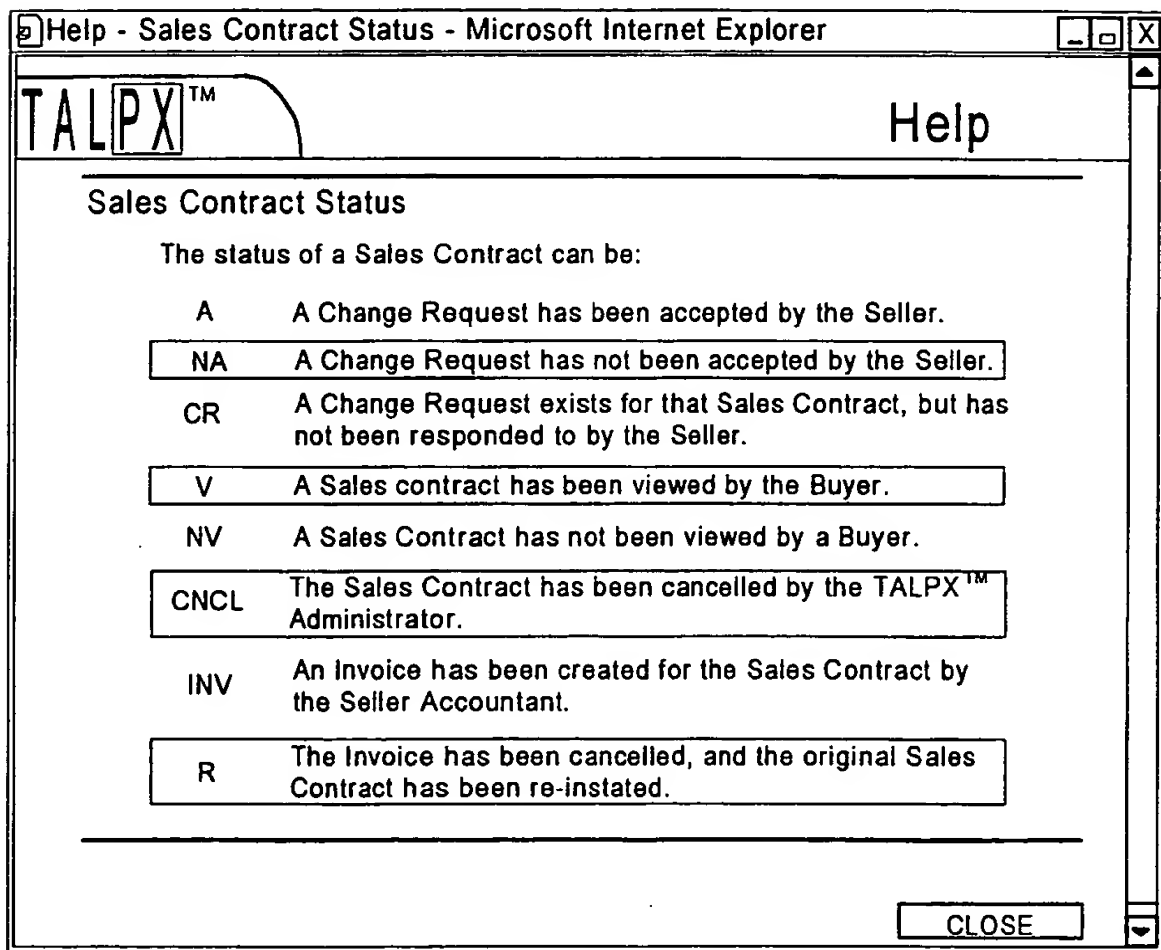 Help - Sales Contract Status - Microsoft Internet Explorer
X
TALPX™
Help
Sales Contract Status
The status of a Sales Contract can be:
A A Change Request has been accepted by the Seller.
NA A Change Request has not been accepted by the Seller.
CR A Change Request exists for that Sales Contract, but has
not been responded to by the Seller.
V A Sales contract has been viewed by the Buyer.
NV A Sales Contract has not been viewed by a Buyer.
CNCL The Sales Contract has been cancelled by the TALPX™
Administrator.
INV An Invoice has been created for the Sales Contract by
the Seller Accountant.
R The Invoice has been cancelled, and the original Sales
Contract has been re-instated.
CLOSE